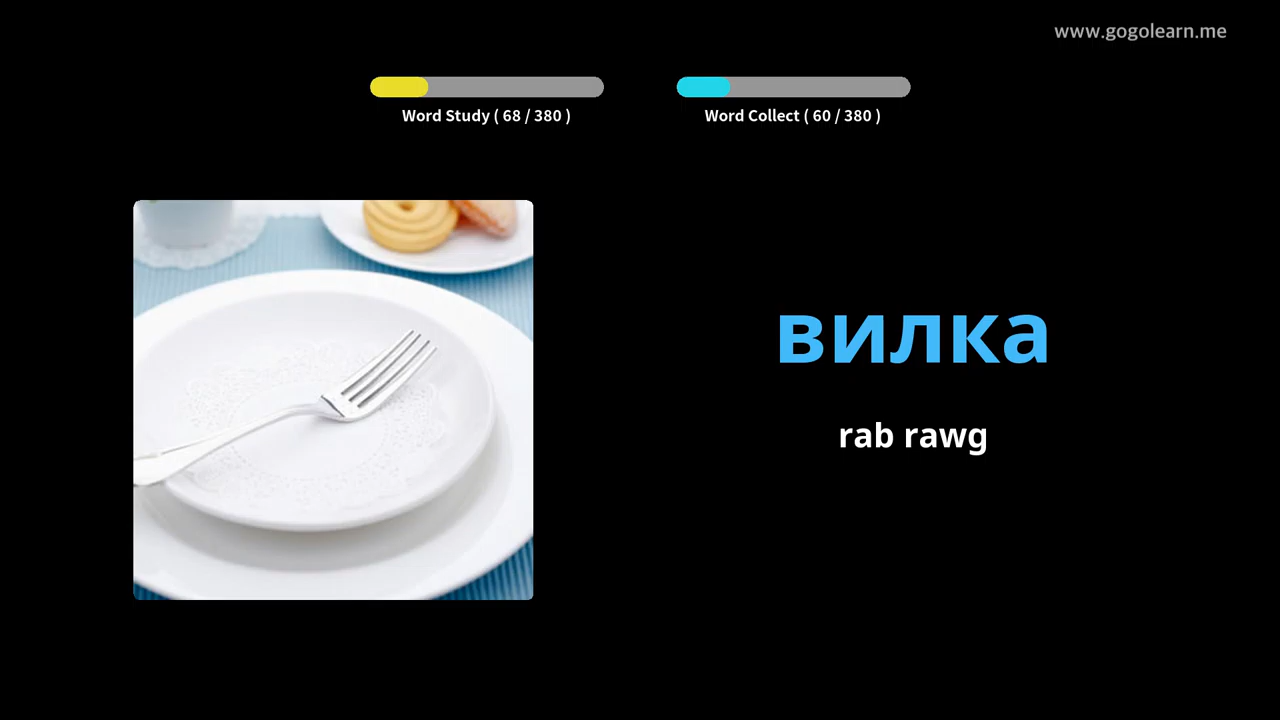 www.gogolearn.me
Word Study ( 68 / 380 )
Word Collect ( 60 / 380 )
вилка
rab rawg